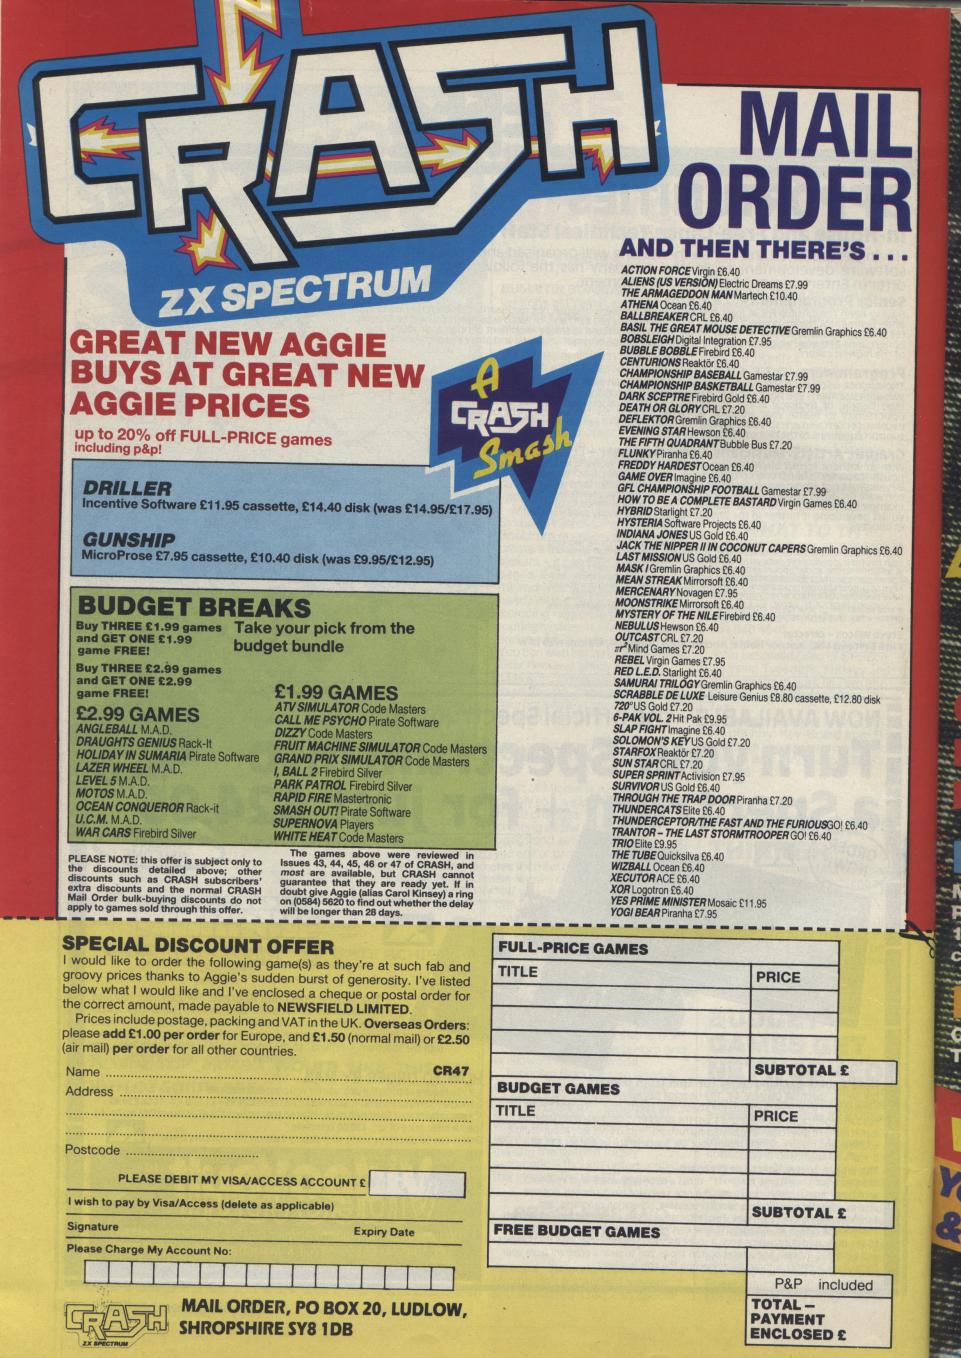 CRASH
ZX SPECTRUM
MAIL
ORDER
AND THEN THERE'S . . .
GREAT NEW AGGIE
BUYS AT GREAT NEW
AGGIE PRICES
up to 20% off FULL-PRICE games
including p&p!
A
CRASH
Smash
DRILLER
Incentive Software £11.95 cassette, £14.40 disk (was £14.95/£17.95)
GUNSHIP
MicroProse £7.95 cassette, £10.40 disk (was £9.95/£12.95)
BUDGET BREAKS
Buy THREE £1.99 games
and GET ONE £1.99
game FREE!
Buy THREE £2.99 games
and GET ONE £2.99
game FREE!
Take your pick from the
budget bundle
£2.99 GAMES
ANGLEBALL M.A.D.
DRAUGHTS GENIUS Rack-It
HOLIDAY IN SUMARIA Pirate Software
LAZER WHEEL M.A.D.
LEVEL 5 M.A.D.
MOTOS M.A.D.
OCEAN CONQUEROR Rack-it
U.C.M. M.A.D.
WAR CARS Firebird Silver
£1.99 GAMES
ATV SIMULATOR Code Masters
CALL ME PSYCHO Pirate Software
DIZZY Code Masters
FRUIT MACHINE SIMULATOR Code Masters
GRAND PRIX SIMULATOR Code Masters
I, BALL 2 Firebird Silver
PARK PATROL Firebird Silver
RAPID FIRE Mastertronic
SMASH OUT! Pirate Software
SUPERNOVA Players
WHITE HEAT Code Masters
PLEASE NOTE: this offer is subject only to
the discounts detailed above; other
discounts such as CRASH subscribers'
extra discounts and the normal CRASH
Mail Order bulk-buying discounts do not
apply to games sold through this offer.
The games above were reviewed in
Issues 43, 44, 45, 46 or 47 of CRASH, and
most are available, but CRASH cannot
guarantee that they are ready yet. If in
doubt give Aggie (alias Carol Kinsey) a ring
on (0584) 5620 to find out whether the delay
will be longer than 28 days.
ACTION FORCE Virgin £6.40
ALIENS (US VERSION) Electric Dreams £7.99
THE ARMAGEDDON MAN Martech £10.40
ATHENA Ocean £6.40
BALLBREAKER CRL £6.40
BASIL THE GREAT MOUSE DETECTIVE Gremlin Graphics £6.40
BOBSLEIGH Digital Integration £7.95
BUBBLE BOBBLE Firebird £6.40
CENTURIONS Reaktör £6.40
CHAMPIONSHIP BASEBALL Gamestar £7.99
CHAMPIONSHIP BASKETBALL Gamestar £7.99
DARK SCEPTRE Firebird Gold £6.40
DEATH OR GLORY CRL £7.20
DEFLEKTOR Gremlin Graphics £6.40
EVENING STAR Hewson £6.40
THE FIFTH QUADRANT Bubble Bus £7.20
FLUNKY Piranha £6.40
FREDDY HARDEST Ocean £6.40
GAME OVER Imagine £6.40
GFL CHAMPIONSHIP FOOTBALL Gamestar £7.99
HOW TO BE A COMPLETE BASTARD Virgin Games £6.40
HYBRID Starlight £7.20
HYSTERIA Software Projects £6.40
INDIANA JONES US Gold £6.40
JACK THE NIPPER II IN COCONUT CAPERS Gremlin Graphics £6.40
LAST MISSION US Gold £6.40
MASK I Gremlin Graphics £6.40
MEAN STREAK Mirrorsoft £6.40
MERCENARY Novagen £7.95
MOONSTRIKE Mirrorsoft £6.40
MYSTERY OF THE NILE Firebird £6.40
NEBULUS Hewson £6.40
OUTCAST CRL £7.20
πr² Mind Games £7.20
REBEL Virgin Games £7.95
RED L.E.D. Starlight £6.40
SAMURAI TRILOGY Gremlin Graphics £6.40
SCRABBLE DE LUXE Leisure Genius £8.80 cassette, £12.80 disk
720° US Gold £7.20
6-PAK VOL. 2 Hit Pak £9.95
SLAP FIGHT Imagine £6.40
SOLOMON'S KEY US Gold £7.20
STARFOX Reaktör £7.20
SUN STAR CRL £7.20
SUPER SPRINT Activision £7.95
SURVIVOR US Gold £6.40
THROUGH THE TRAP DOOR Piranha £7.20
THUNDERCATS Elite £6.40
THUNDERCEPTOR/THE FAST AND THE FURIOUS GO! £6.40
TRANTOR – THE LAST STORMTROOPER GO! £6.40
TRIO Elite £9.95
THE TUBE Quicksilva £6.40
WIZBALL Ocean £6.40
XECUTOR ACE £6.40
XOR Logotron £6.40
YES PRIME MINISTER Mosaic £11.95
YOGI BEAR Piranha £7.95
SPECIAL DISCOUNT OFFER
I would like to order the following game(s) as they're at such fab and
groovy prices thanks to Aggie's sudden burst of generosity. I've listed
below what I would like and I've enclosed a cheque or postal order for
the correct amount, made payable to NEWSFIELD LIMITED.
Prices include postage, packing and VAT in the UK. Overseas Orders:
please add £1.00 per order for Europe, and £1.50 (normal mail) or £2.50
(air mail) per order for all other countries.
Name CR47
Address
Postcode
PLEASE DEBIT MY VISA/ACCESS ACCOUNT £
I wish to pay by Visa/Access (delete as applicable)
Signature Expiry Date
Please Charge My Account No:
CRASH
ZX SPECTRUM
MAIL ORDER, PO BOX 20, LUDLOW,
SHROPSHIRE SY8 1DB
FULL-PRICE GAMES
TITLE PRICE
SUBTOTAL £
BUDGET GAMES
TITLE PRICE
SUBTOTAL £
FREE BUDGET GAMES
P&P included
TOTAL –
PAYMENT
ENCLOSED £